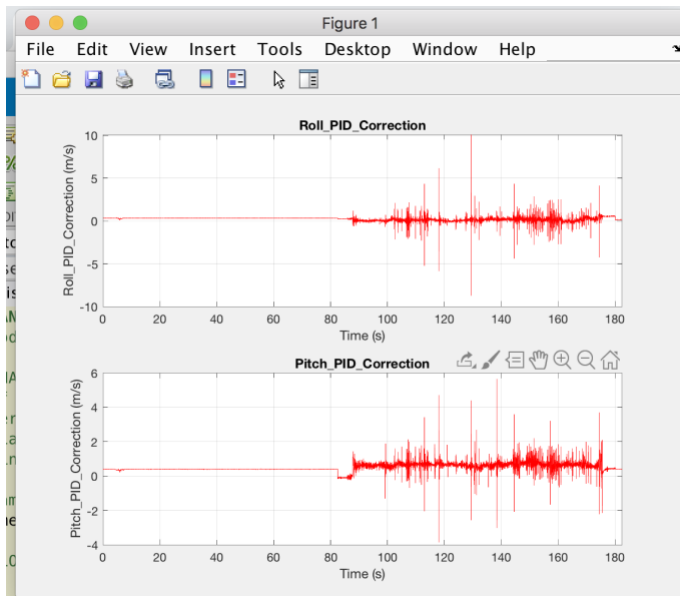 Figure 1
File Edit View Insert Tools Desktop Window Help
Roll_PID_Correction
Roll_PID_Correction (m/s)
10
5
0
-5
-10
0 20 40 60 80 100 120 140 160 180
Time (s)
Pitch_PID_Correction
Pitch_PID_Correction (m/s)
6
4
2
0
-2
-4
0 20 40 60 80 100 120 140 160 180
Time (s)